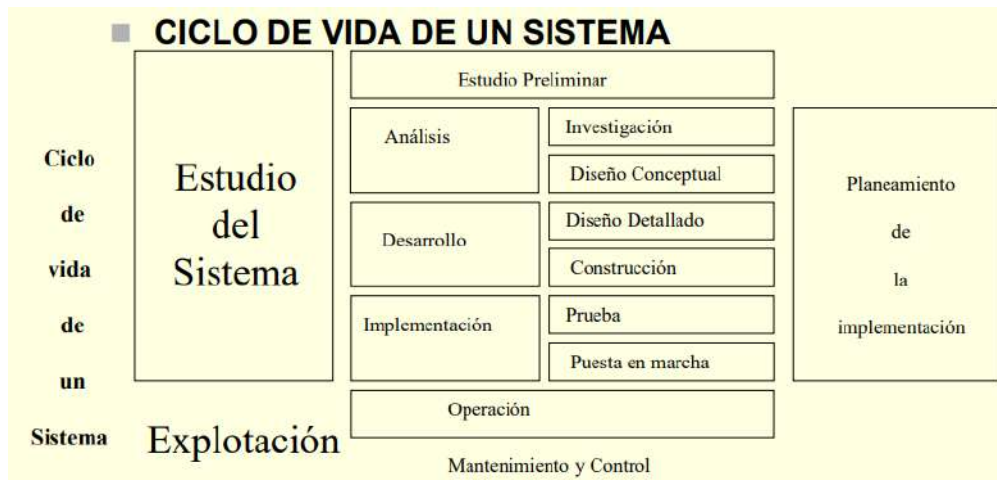 CICLO DE VIDA DE UN SISTEMA
Ciclo
de
vida
de
un
Sistema
Estudio
del
Sistema
Explotación
Estudio Preliminar
Análisis
Investigación
Diseño Conceptual
Desarrollo
Diseño Detallado
Construcción
Implementación
Prueba
Puesta en marcha
Operación
Mantenimiento y Control
Planeamiento
de
la
implementación